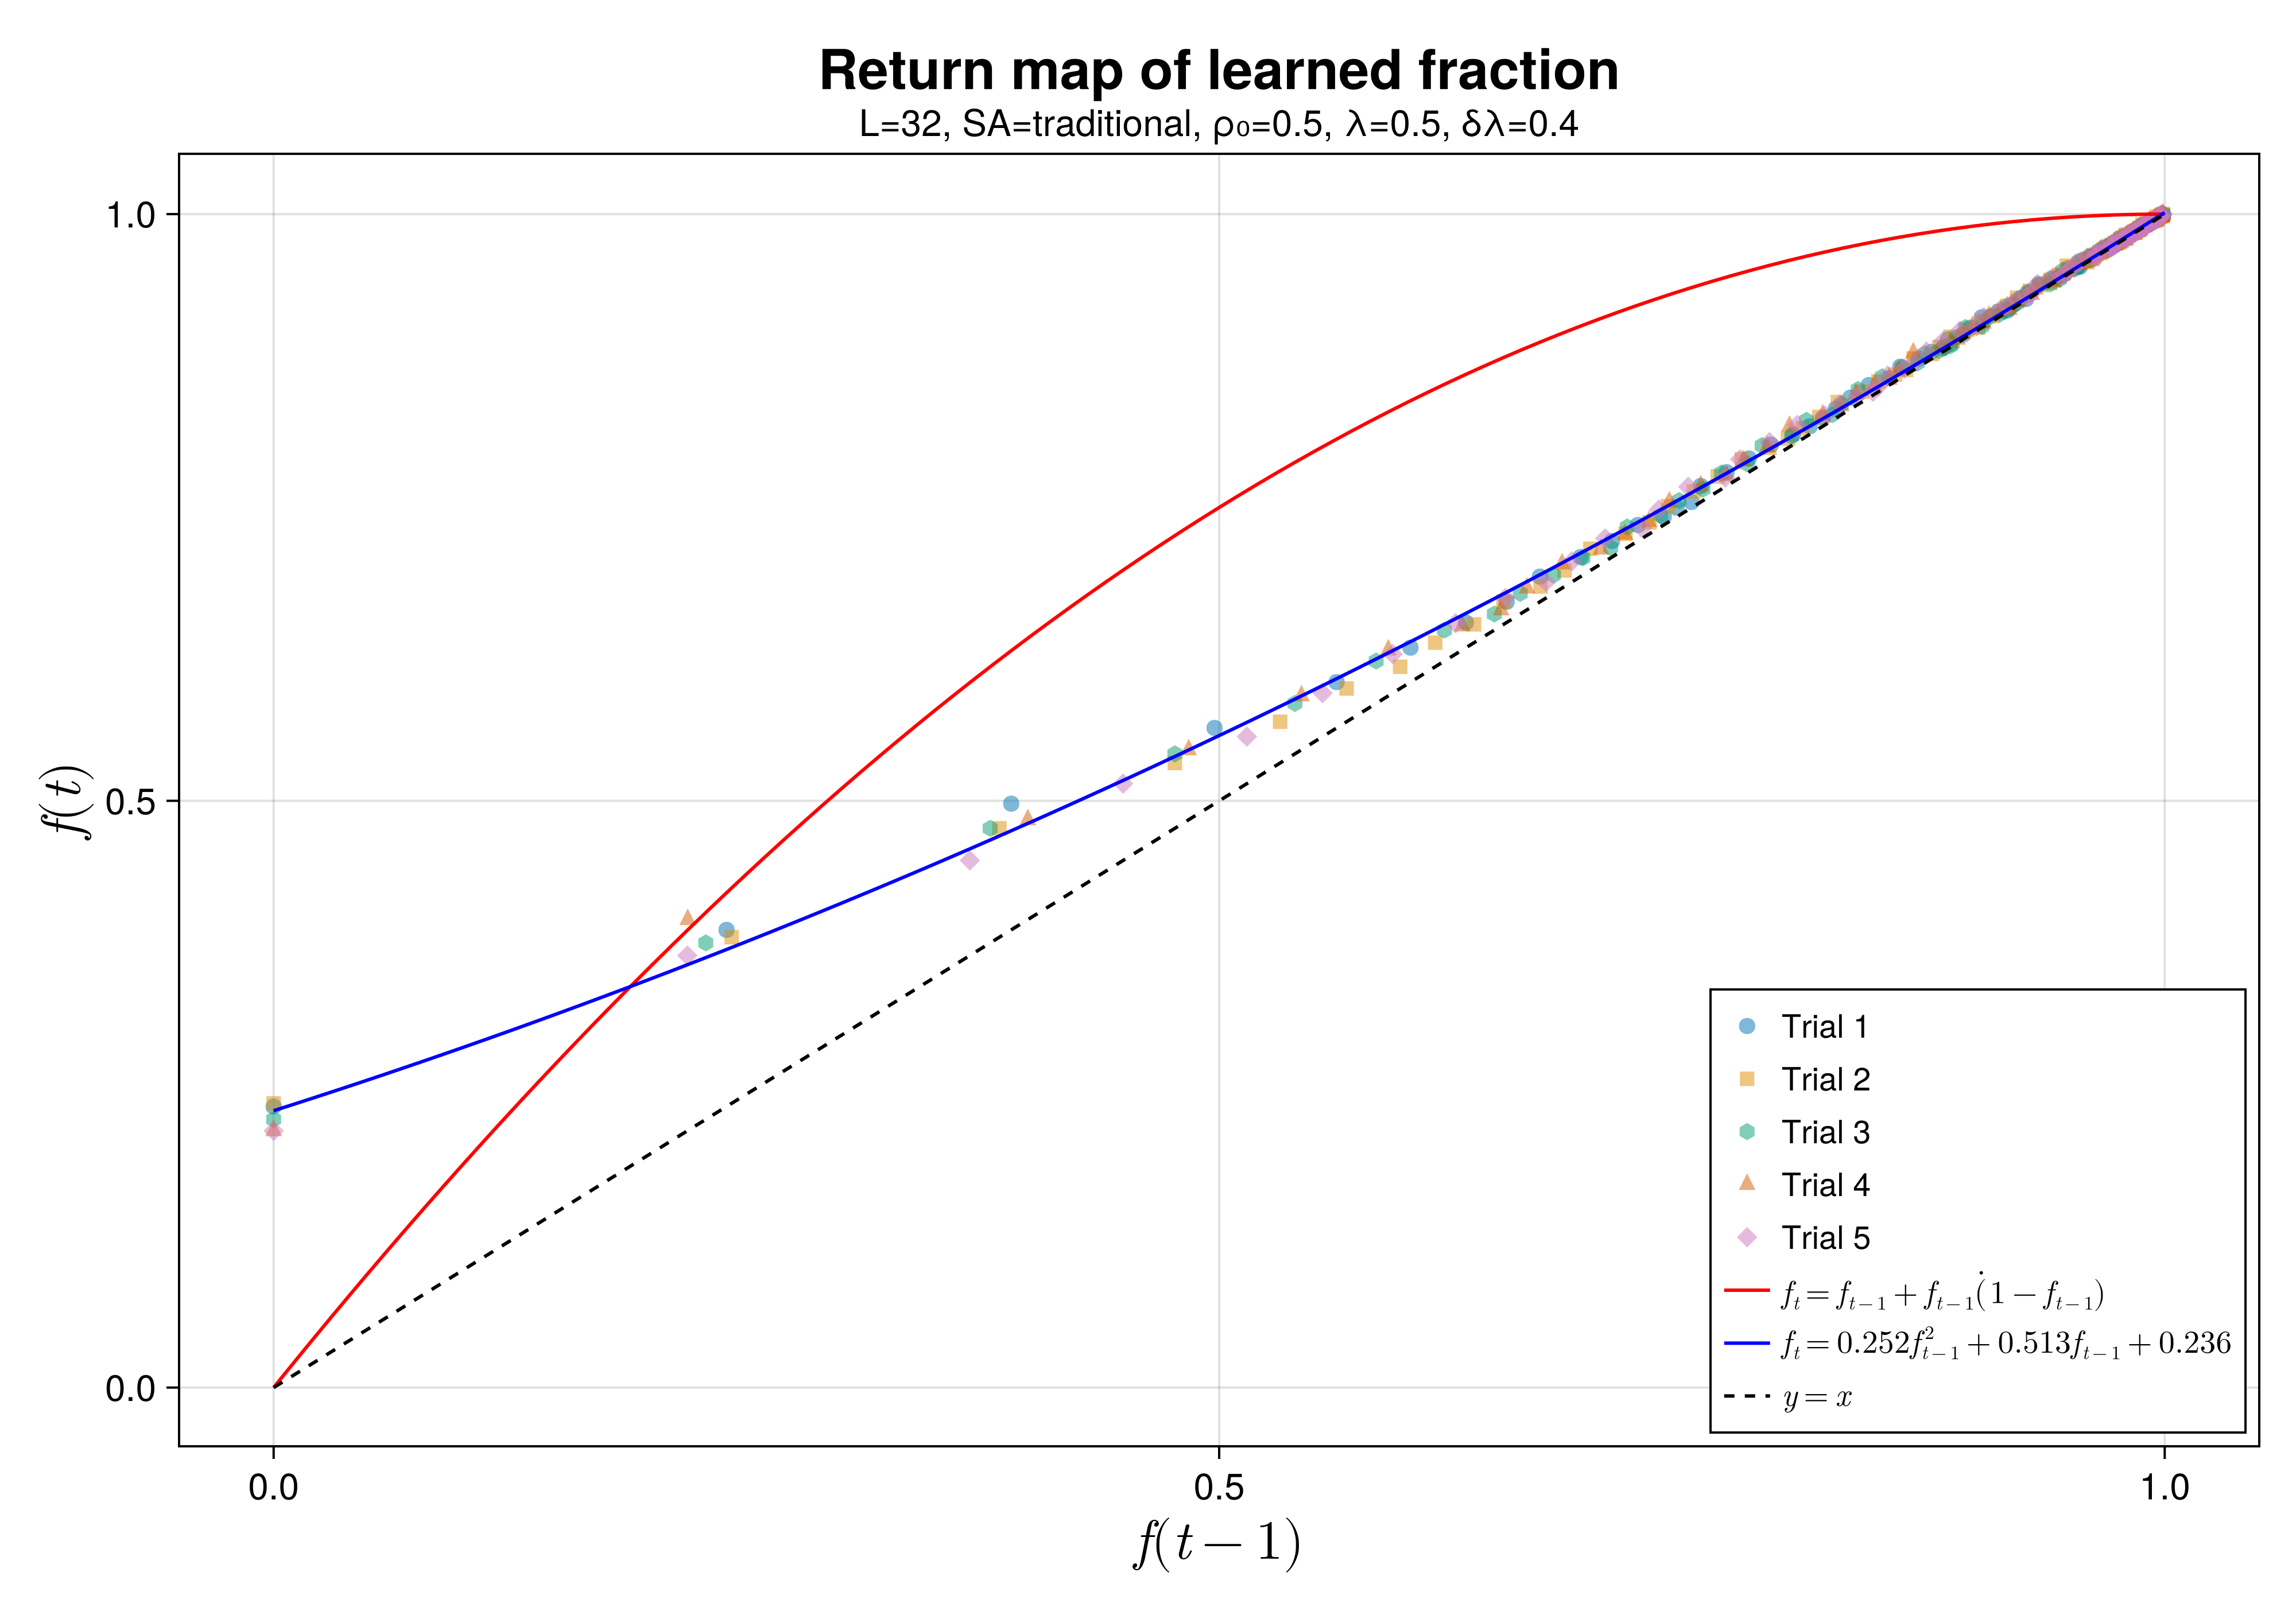 Return map of learned fraction
L=32, SA=traditional, ρ₀=0.5, λ=0.5, δλ=0.4
1.0
0.5
0.0
f(t)
0.0
0.5
1.0
f(t − 1)
Trial 1
Trial 2
Trial 3
Trial 4
Trial 5
f_t = f_{t−1} + f_{t−1}(̇1 − f_{t−1})
f_t = 0.252f²_{t−1} + 0.513f_{t−1} + 0.236
y = x